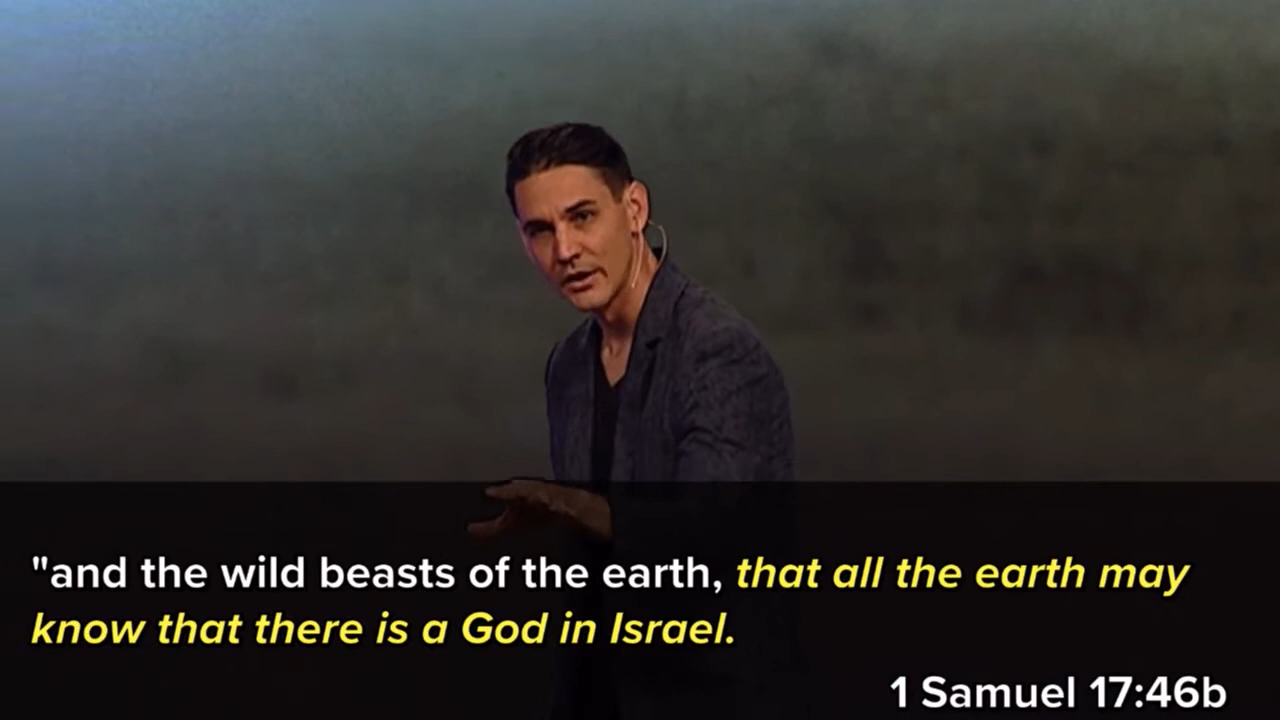 "and the wild beasts of the earth, that all the earth may
know that there is a God in Israel.
1 Samuel 17:46b